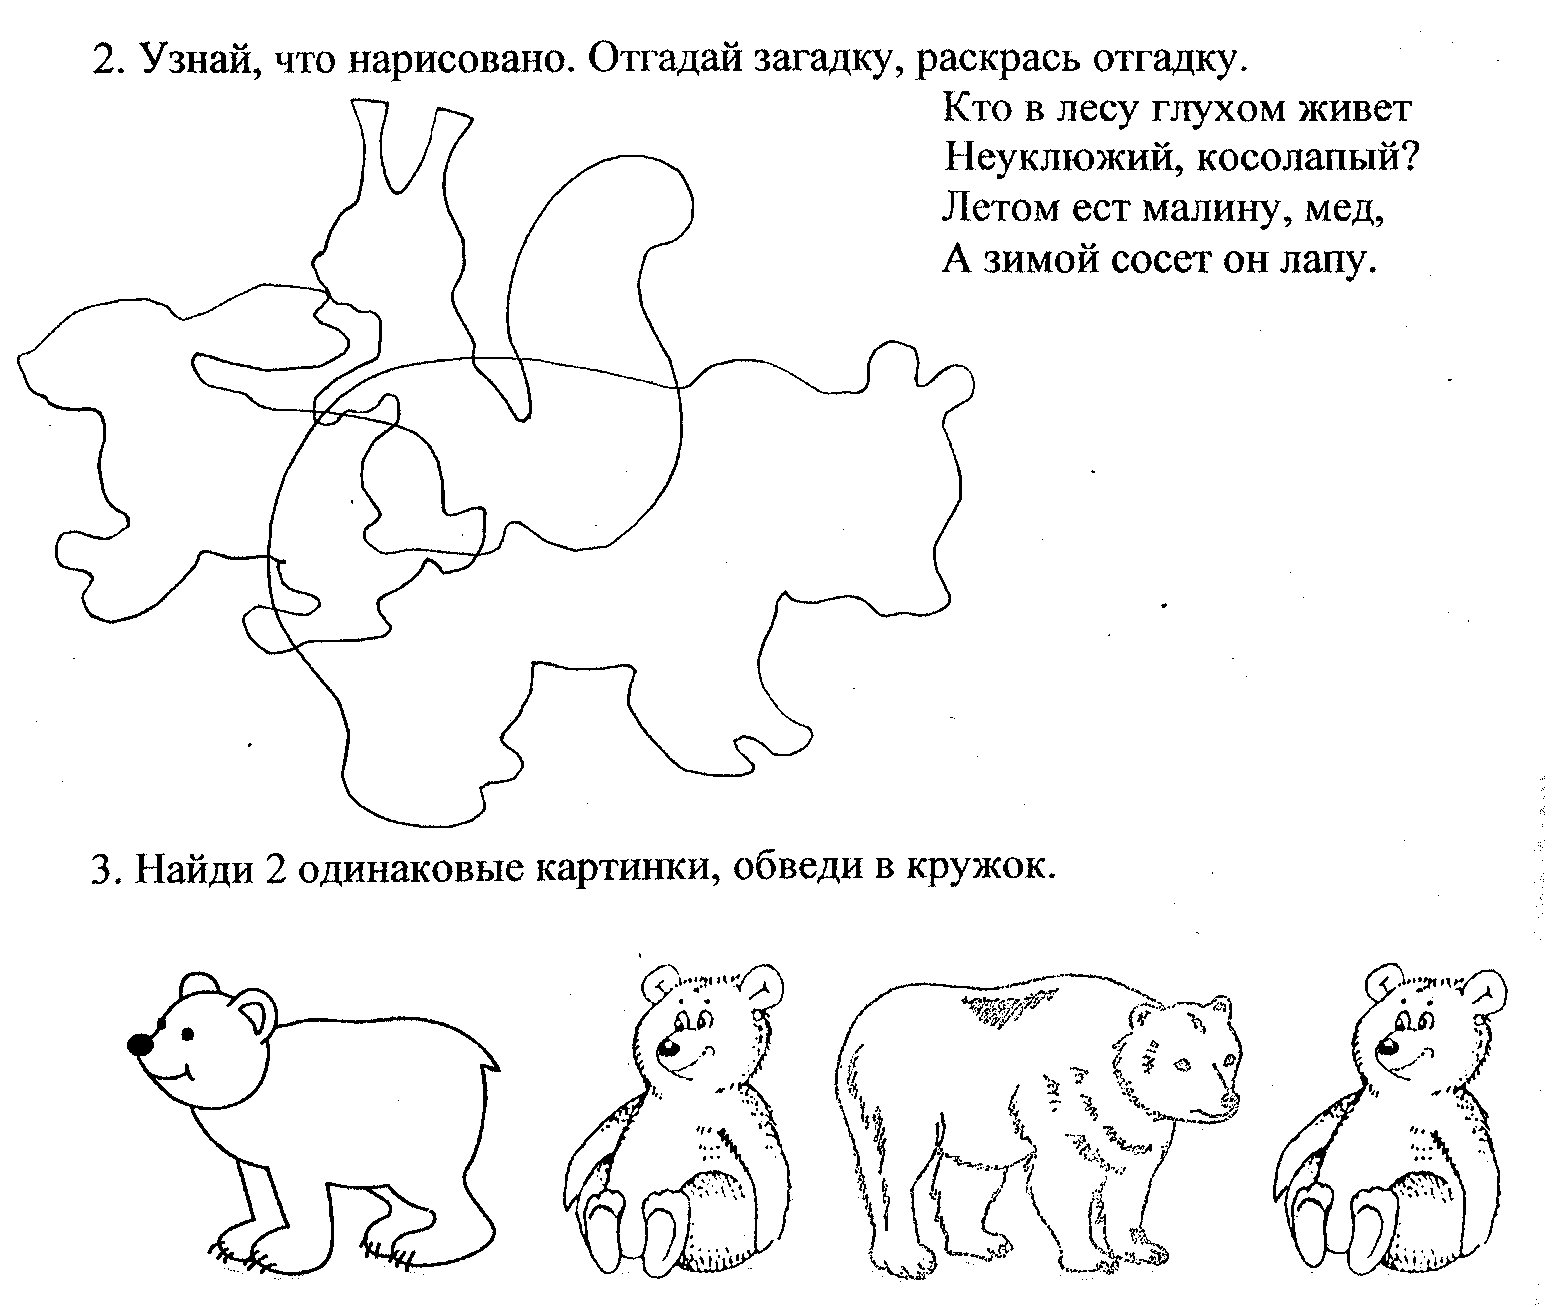 2. Узнай, что нарисовано. Отгадай загадку, раскрась отгадку.
Кто в лесу глухом живет
Неуклюжий, косолапый?
Летом ест малину, мед,
А зимой сосет он лапу.
3. Найди 2 одинаковые картинки, обведи в кружок.